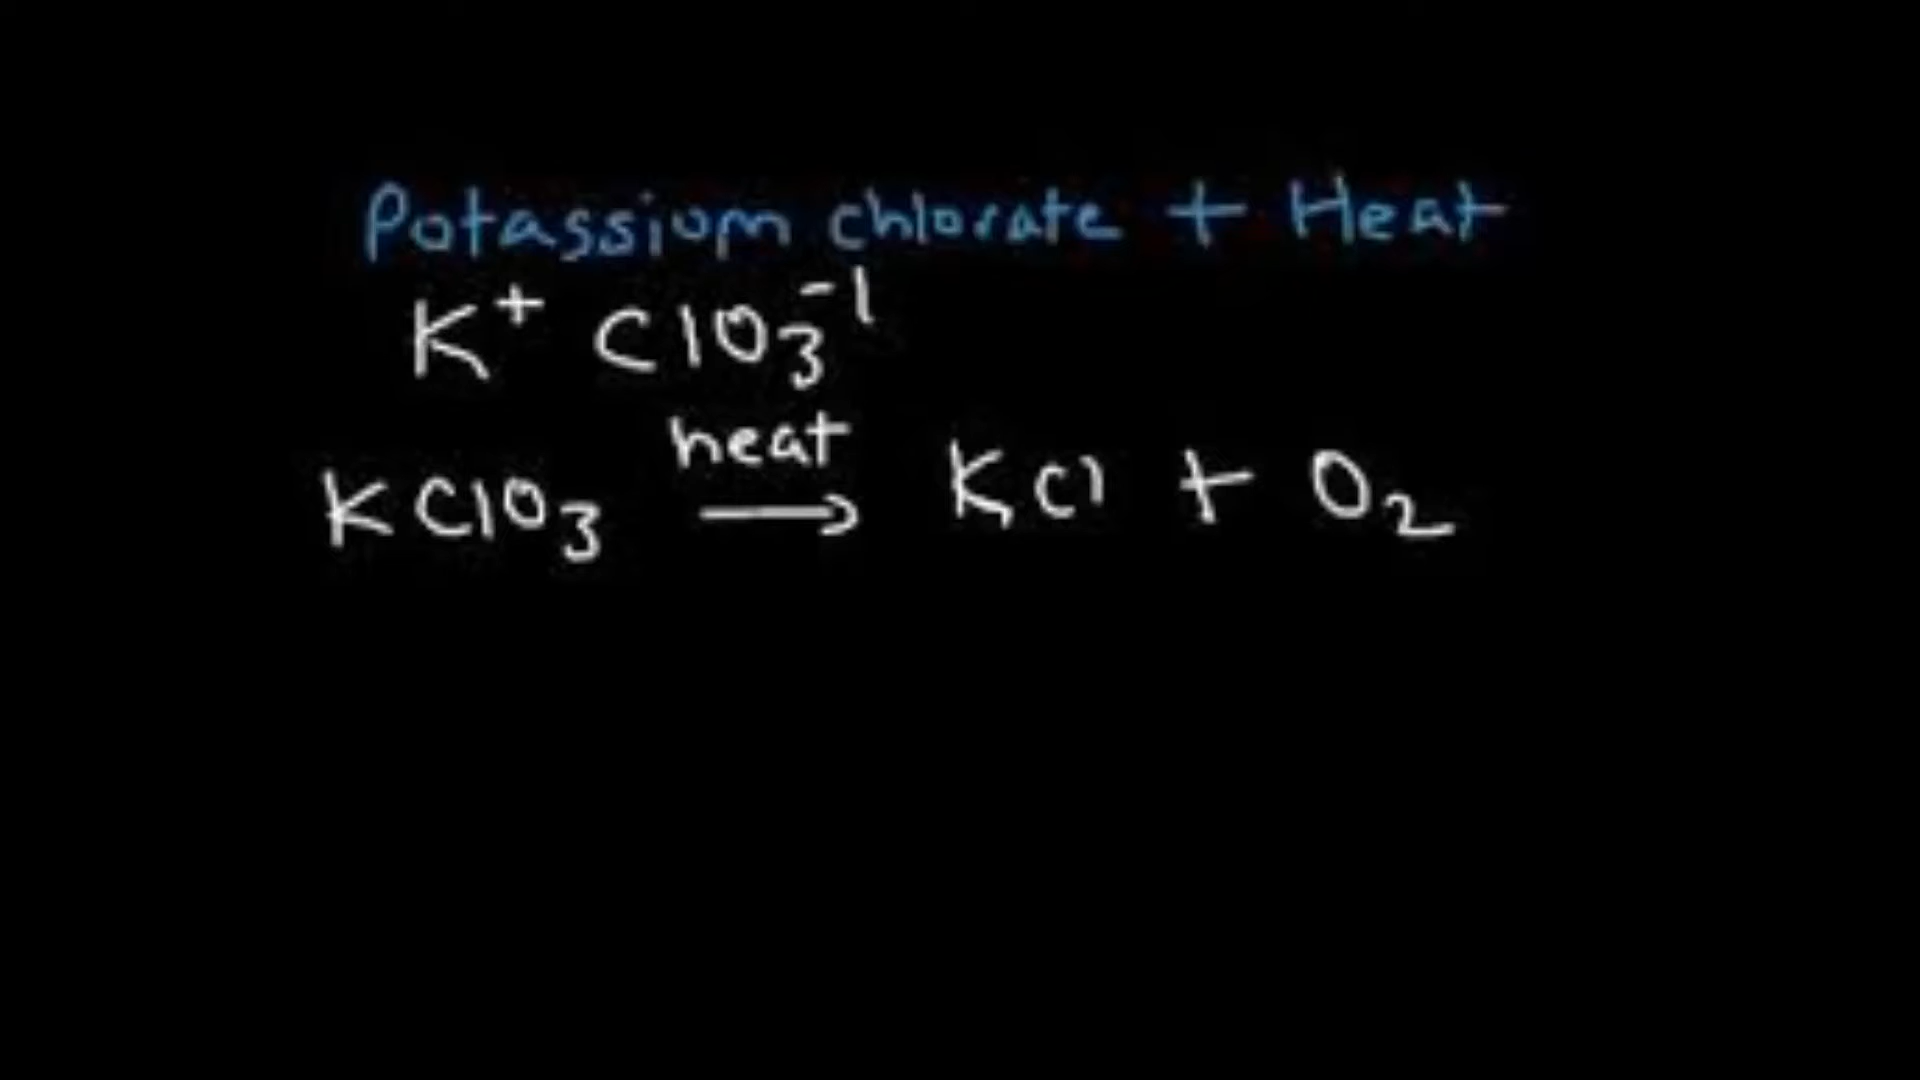 Potassium chlorate + Heat
K⁺ ClO₃⁻¹
heat
KClO₃ → KCl + O₂